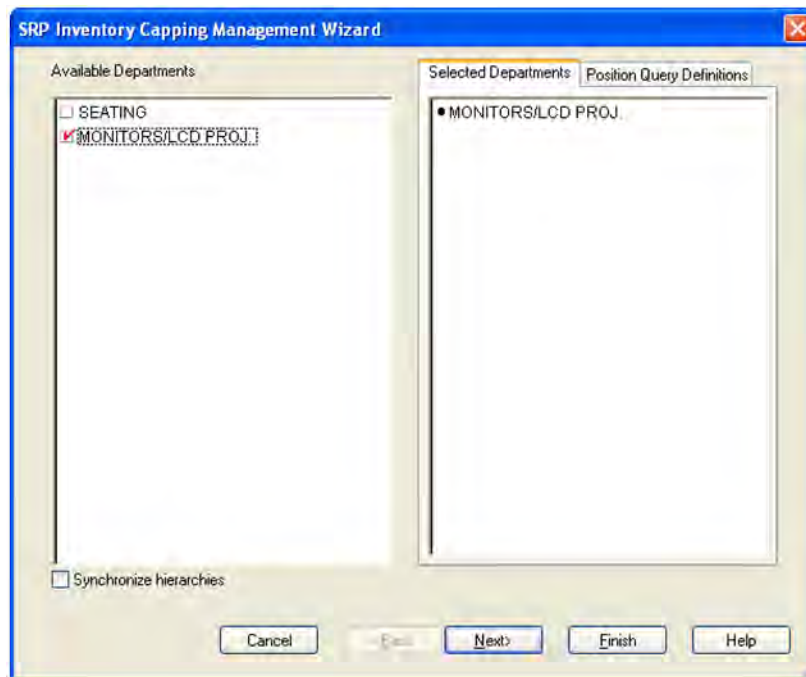 SRP Inventory Capping Management Wizard
Available Departments
Selected Departments
Position Query Definitions
SEATING
MONITORS/LCD PROJ.
MONITORS/LCD PROJ.
Synchronize hierarchies
Cancel
Next>
Finish
Help